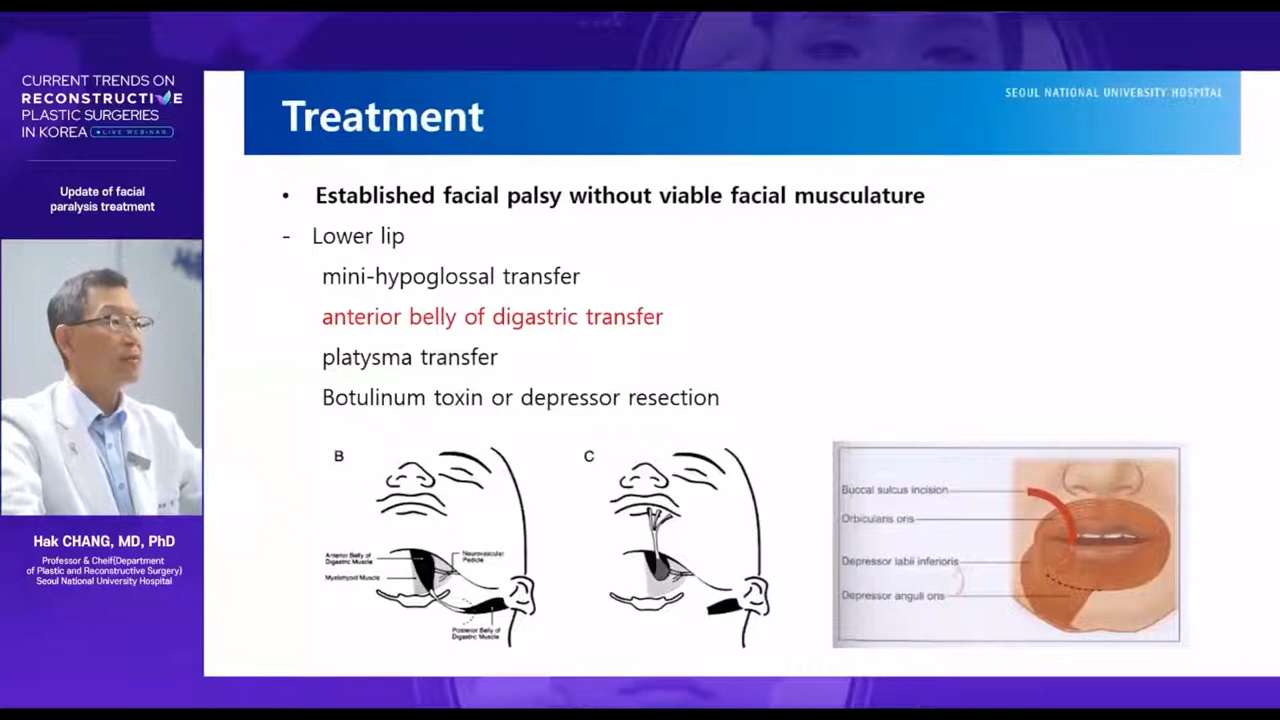 CURRENT TRENDS ON
RECONSTRUCTIVE
PLASTIC SURGERIES
IN KOREA LIVE WEBINAR
Update of facial
paralysis treatment
Hak CHANG, MD, PhD
Professor & Cheif(Department
of Plastic and Reconstructive Surgery)
Seoul National University Hospital
SEOUL NATIONAL UNIVERSITY HOSPITAL
Treatment
• Established facial palsy without viable facial musculature
- Lower lip
mini-hypoglossal transfer
anterior belly of digastric transfer
platysma transfer
Botulinum toxin or depressor resection
B
Anterior Belly of
Digastric Muscle
Mylohyoid Muscle
Neurovascular
Pedicle
Posterior Belly of
Digastric Muscle
C
Buccal sulcus incision
Orbicularis oris
Depressor labii inferioris
Depressor anguli oris